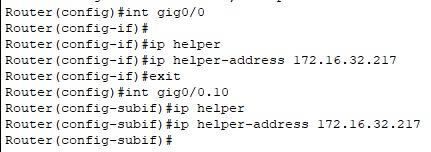 Router(config)#int gig0/0
Router(config-if)#
Router(config-if)#ip helper
Router(config-if)#ip helper-address 172.16.32.217
Router(config-if)#exit
Router(config)#int gig0/0.10
Router(config-subif)#ip helper
Router(config-subif)#ip helper-address 172.16.32.217
Router(config-subif)#